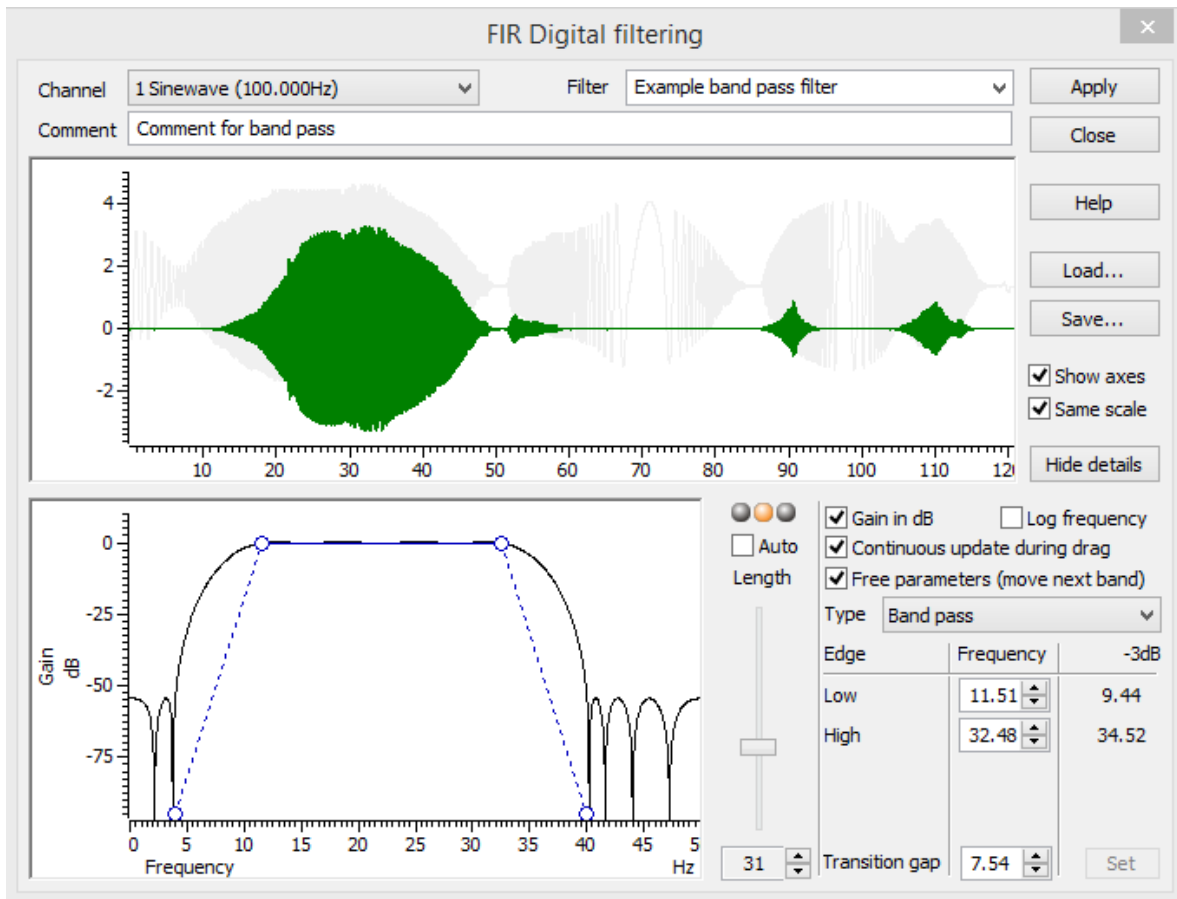 FIR Digital filtering
Channel 1 Sinewave (100.000Hz) Filter Example band pass filter Apply
Comment Comment for band pass Close
Help
Load...
Save...
Show axes
Same scale
Hide details
4
2
0
-2
10 20 30 40 50 60 70 80 90 100 110 12
0
-25
-50
-75
Gain
dB
0 5 10 15 20 25 30 35 40 45 5
Frequency Hz
Auto
Length
31
Gain in dB Log frequency
Continuous update during drag
Free parameters (move next band)
Type Band pass
Edge Frequency -3dB
Low 11.51 9.44
High 32.48 34.52
Transition gap 7.54 Set